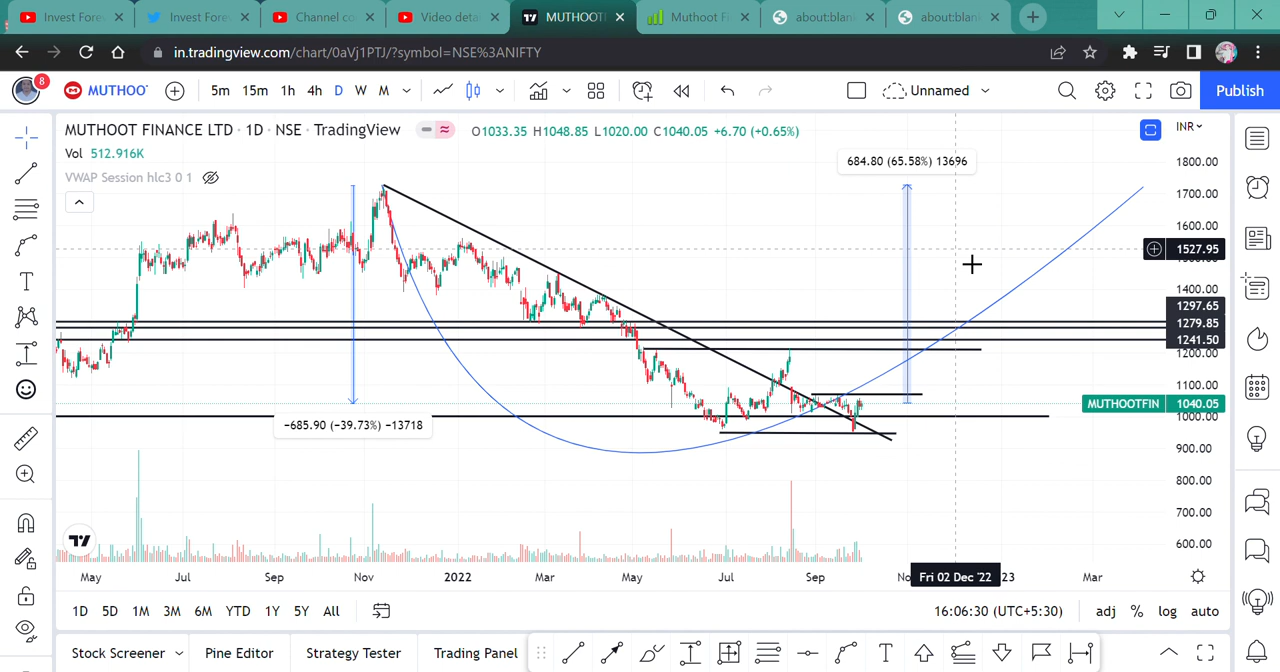 Invest Fore
Invest Fore
Channel co
Video deta
MUTHOOT
Muthoot F
about:blan
about:blan
in.tradingview.com/chart/0aVj1PTJ/?symbol=NSE%3ANIFTY
8
MUTHOO
5m 15m 1h 4h D W M
Unnamed
Publish
MUTHOOT FINANCE LTD · 1D · NSE · TradingView
O1033.35 H1048.85 L1020.00 C1040.05 +6.70 (+0.65%)
INR
Vol 512.916K
VWAP Session hlc3 0 1
684.80 (65.58%) 13696
−685.90 (−39.73%) −13718
1800.00
1700.00
1600.00
1527.95
1400.00
1297.65
1279.85
1241.50
1200.00
1100.00
MUTHOOTFIN 1040.05
1000.00
900.00
800.00
700.00
600.00
May Jul Sep Nov 2022 Mar May Jul Sep No Fri 02 Dec '22 23 Mar
1D 5D 1M 3M 6M YTD 1Y 5Y All
16:06:30 (UTC+5:30) adj % log auto
Stock Screener Pine Editor Strategy Tester Trading Panel